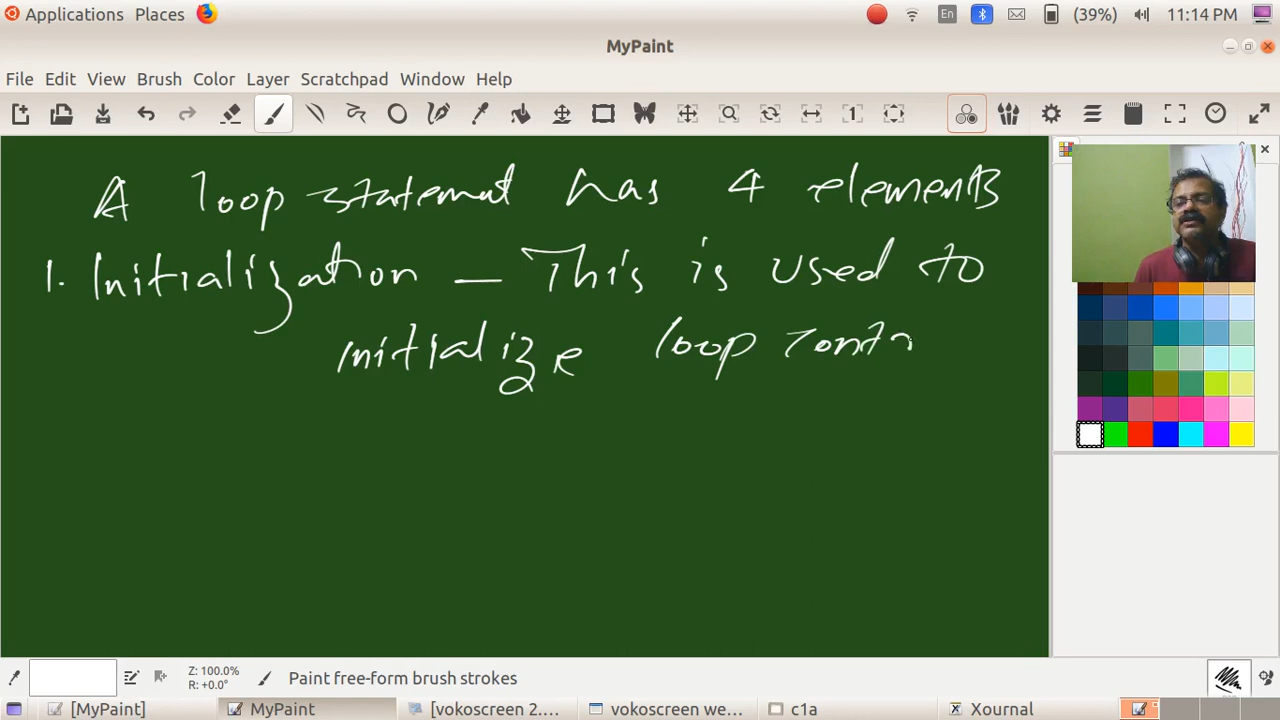 Applications Places En (39%) 11:14 PM
MyPaint
File Edit View Brush Color Layer Scratchpad Window Help
A loop statement has 4 elements
1. Initialization — This is used to
initialize loop contr
Z: 100.0%
R: +0.0°
Paint free-form brush strokes
[MyPaint] MyPaint [vokoscreen 2.... vokoscreen we... c1a Xournal